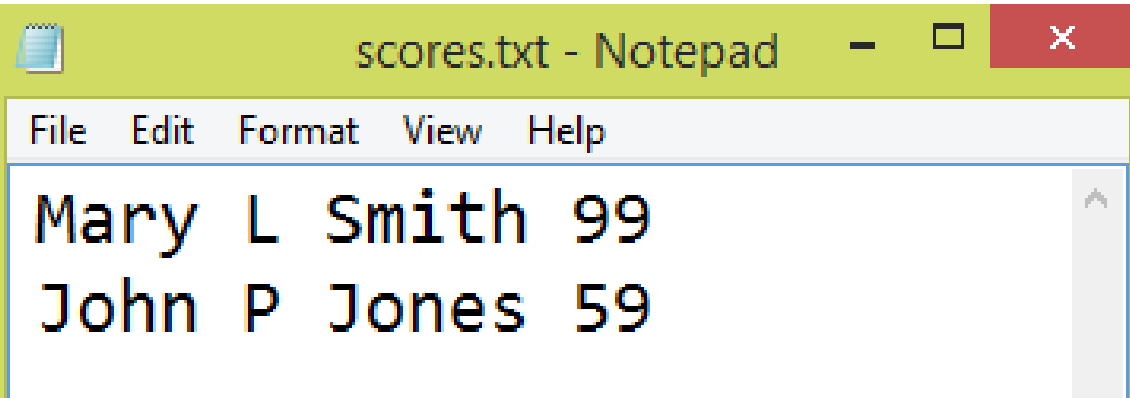 scores.txt - Notepad
File Edit Format View Help
Mary L Smith 99
John P Jones 59